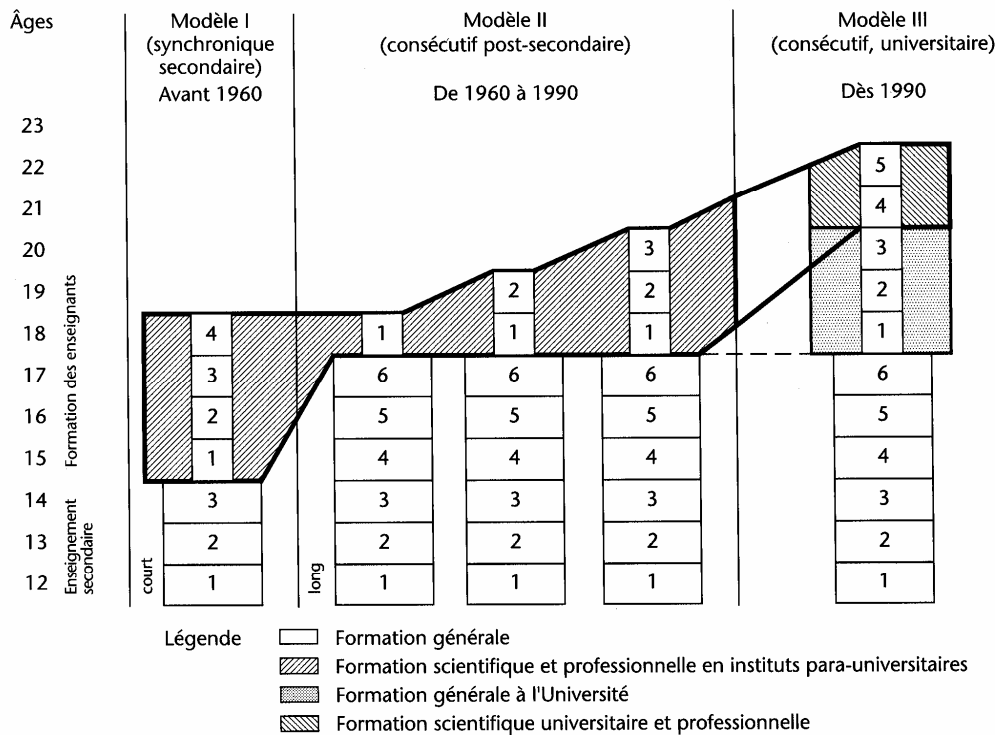 Âges
Modèle I
(synchronique
secondaire)
Avant 1960
Modèle II
(consécutif post-secondaire)
De 1960 à 1990
Modèle III
(consécutif, universitaire)
Dès 1990
23
22
21
20
19
18
17
16
15
14
13
12
Formation des enseignants
Enseignement
secondaire
court
4
3
2
1
3
2
1
long
1
6
5
4
3
2
1
2
1
6
5
4
3
2
1
3
2
1
6
5
4
3
2
1
5
4
3
2
1
6
5
4
3
2
1
Légende
Formation générale
Formation scientifique et professionnelle en instituts para-universitaires
Formation générale à l'Université
Formation scientifique universitaire et professionnelle